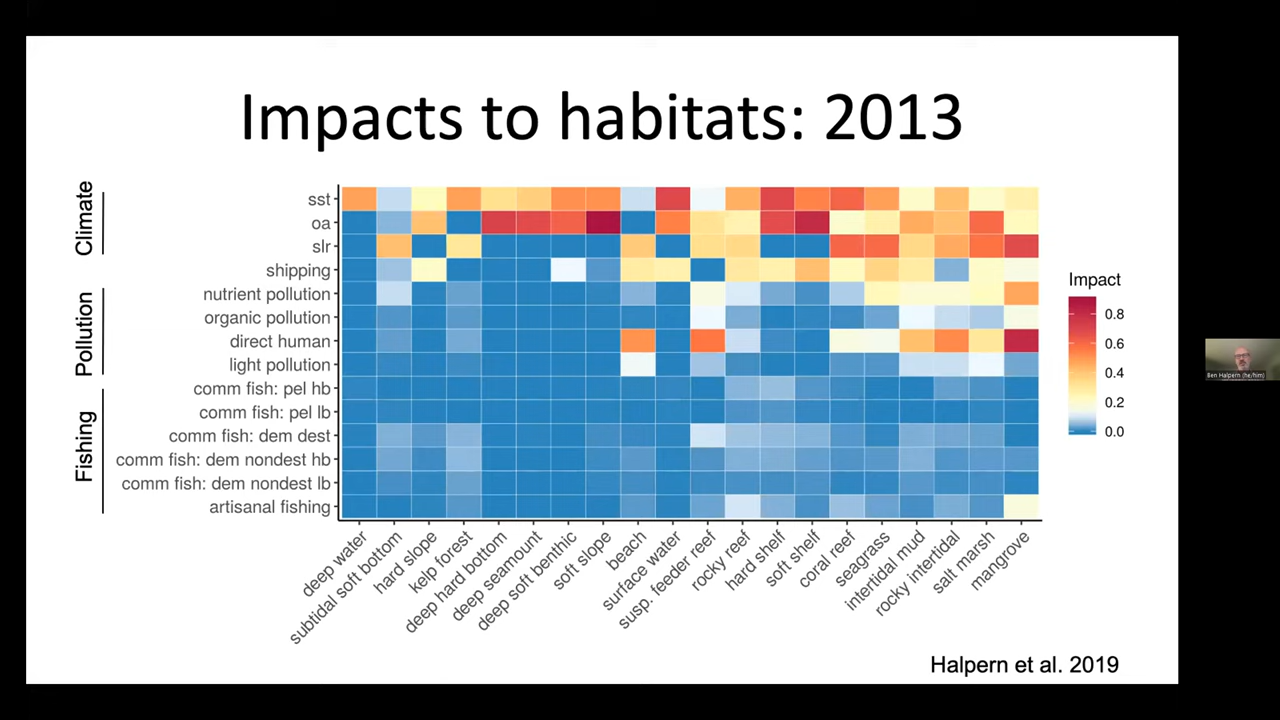 Impacts to habitats: 2013
Climate
Pollution
Fishing
sst
oa
slr
shipping
nutrient pollution
organic pollution
direct human
light pollution
comm fish: pel hb
comm fish: pel lb
comm fish: dem dest
comm fish: dem nondest hb
comm fish: dem nondest lb
artisanal fishing
deep water
subtidal soft bottom
hard slope
kelp forest
deep hard bottom
deep seamount
deep soft benthic
soft slope
beach
surface water
susp. feeder reef
rocky reef
hard shelf
soft shelf
coral reef
seagrass
intertidal mud
rocky intertidal
salt marsh
mangrove
Impact
0.8
0.6
0.4
0.2
0.0
Ben Halpern (he/him)
Halpern et al. 2019